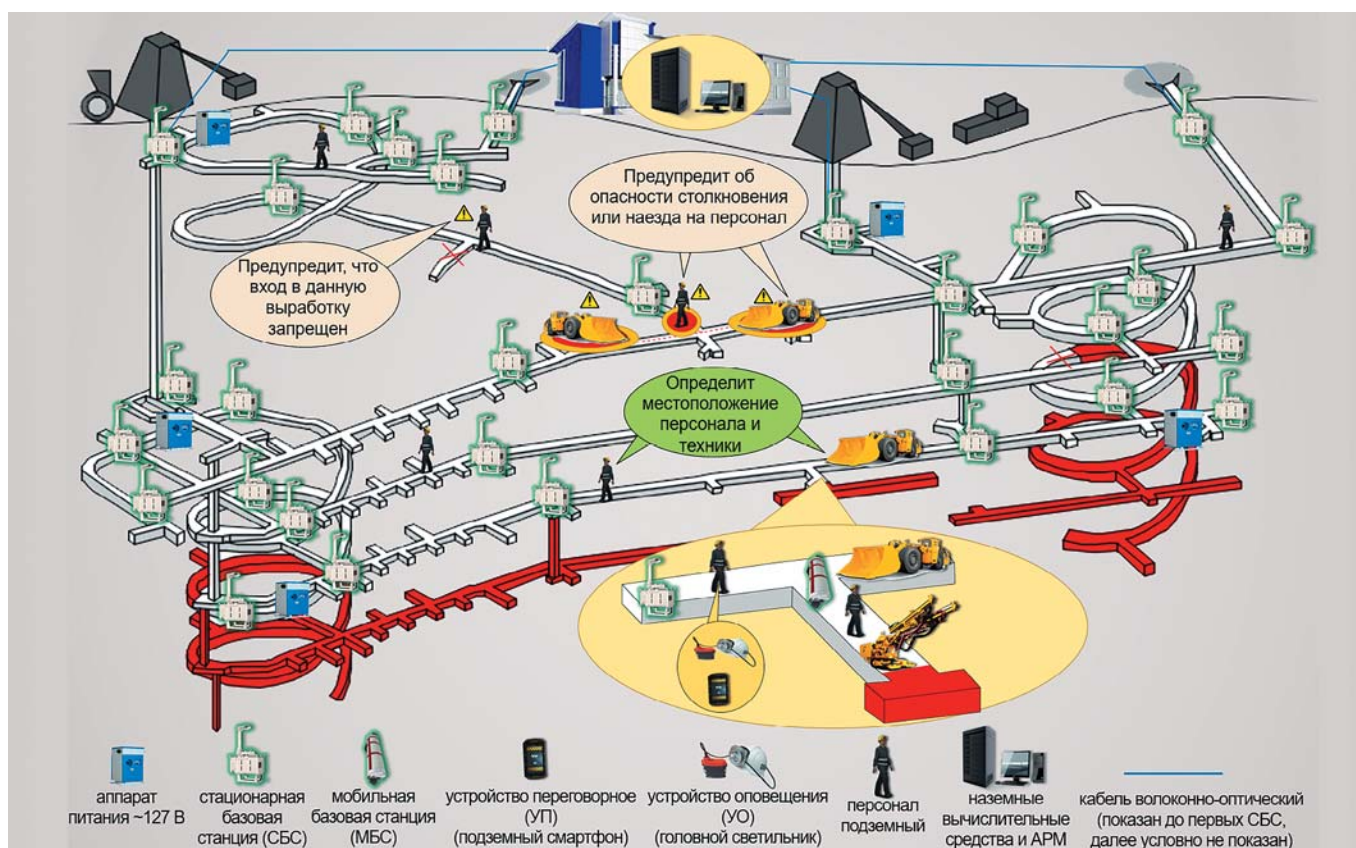 Предупредит об
опасности столкновения
или наезда на персонал
Предупредит, что
вход в данную
выработку
запрещен
Определит
местоположение
персонала и
техники
аппарат
питания ~127 В
стационарная
базовая
станция (СБС)
мобильная
базовая станция
(МБС)
устройство переговорное
(УП)
(подземный смартфон)
устройство оповещения
(УО)
(головной светильник)
персонал
подземный
наземные
вычислительные
средства и АРМ
кабель волоконно-оптический
(показан до первых СБС,
далее условно не показан)